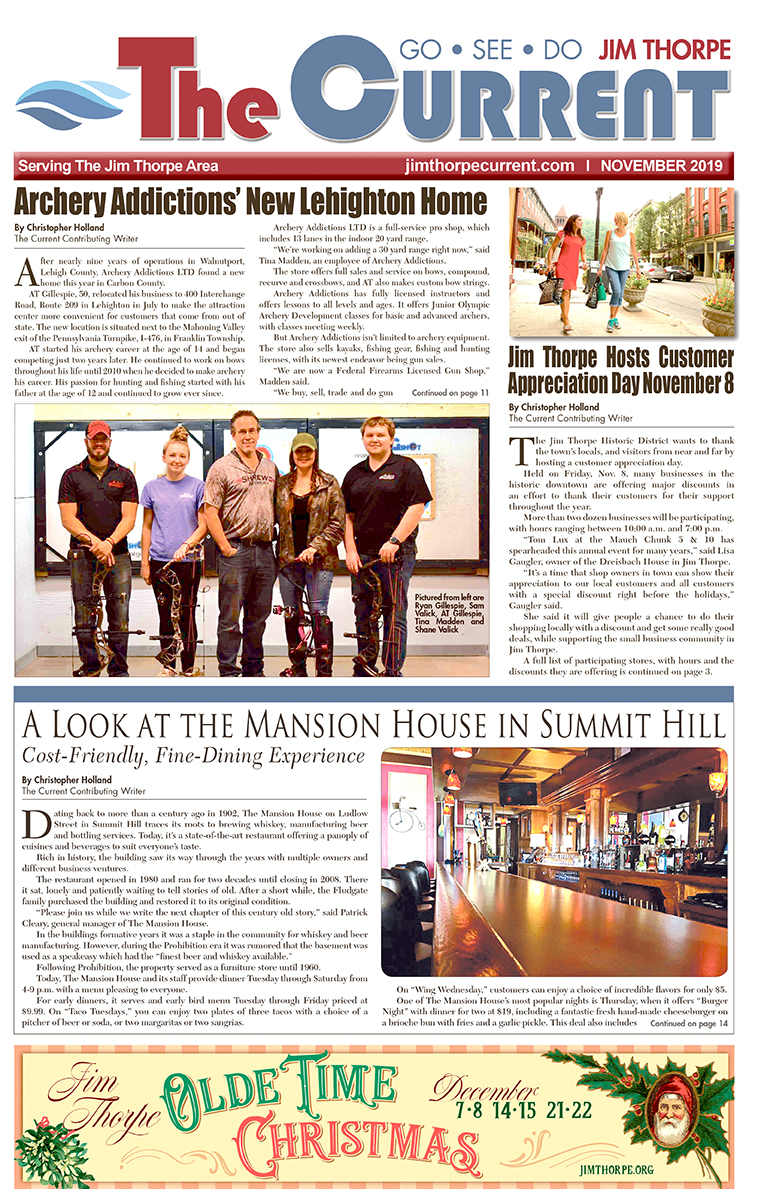 GO • SEE • DO JIM THORPE
The Current
Serving The Jim Thorpe Area
jimthorpecurrent.com | NOVEMBER 2019
Archery Addictions' New Lehighton Home
By Christopher Holland
The Current Contributing Writer
After nearly nine years of operations in Walnutport,
Lehigh County, Archery Addictions LTD found a new
home this year in Carbon County.
AT Gillespie, 50, relocated his business to 400 Interchange
Road, Route 209 in Lehighton in July to make the attraction
center more convenient for customers that come from out of
state. The new location is situated next to the Mahoning Valley
exit of the Pennsylvania Turnpike, I-476, in Franklin Township.
AT started his archery career at the age of 14 and began
competing just two years later. He continued to work on bows
throughout his life until 2010 when he decided to make archery
his career. His passion for hunting and fishing started with his
father at the age of 12 and continued to grow ever since.
Archery Addictions LTD is a full-service pro shop, which
includes 13 lanes in the indoor 20 yard range.
"We're working on adding a 30 yard range right now," said
Tina Madden, an employee of Archery Addictions.
The store offers full sales and service on bows, compound,
recurve and crossbows, and AT also makes custom bow strings.
Archery Addictions has fully licensed instructors and
offers lessons to all levels and ages. It offers Junior Olympic
Archery Development classes for basic and advanced archers,
with classes meeting weekly.
But Archery Addictions isn't limited to archery equipment.
The store also sells kayaks, fishing gear, fishing and hunting
licenses, with its newest endeavor being gun sales.
"We are now a Federal Firearms Licensed Gun Shop,"
Madden said.
"We buy, sell, trade and do gun Continued on page 11
SHREWD
Pictured from left are
Ryan Gillespie, Sam
Valick, AT Gillespie,
Tina Madden and
Shane Valick
Jim Thorpe Hosts Customer
Appreciation Day November 8
By Christopher Holland
The Current Contributing Writer
The Jim Thorpe Historic District wants to thank
the town's locals, and visitors from near and far by
hosting a customer appreciation day.
Held on Friday, Nov. 8, many businesses in the
historic downtown are offering major discounts in
an effort to thank their customers for their support
throughout the year.
More than two dozen businesses will be participating,
with hours ranging between 10:00 a.m. and 7:00 p.m.
"Tom Lux at the Mauch Chunk 5 & 10 has
spearheaded this annual event for many years," said Lisa
Gaugler, owner of the Dreisbach House in Jim Thorpe.
"It's a time that shop owners in town can show their
appreciation to our local customers and all customers
with a special discount right before the holidays,"
Gaugler said.
She said it will give people a chance to do their
shopping locally with a discount and get some really good
deals, while supporting the small business community in
Jim Thorpe.
A full list of participating stores, with hours and the
discounts they are offering is continued on page 3.
A Look at the Mansion House in Summit Hill
Cost-Friendly, Fine-Dining Experience
By Christopher Holland
The Current Contributing Writer
Dating back to more than a century ago in 1902, The Mansion House on Ludlow
Street in Summit Hill traces its roots to brewing whiskey, manufacturing beer
and bottling services. Today, it's a state-of-the-art restaurant offering a panoply of
cuisines and beverages to suit everyone's taste.
Rich in history, the building saw its way through the years with multiple owners and
different business ventures.
The restaurant opened in 1980 and ran for two decades until closing in 2008. There
it sat, lonely and patiently waiting to tell stories of old. After a short while, the Fludgate
family purchased the building and restored it to its original condition.
"Please join us while we write the next chapter of this century old story," said Patrick
Cleary, general manager of The Mansion House.
In the buildings formative years it was a staple in the community for whiskey and beer
manufacturing. However, during the Prohibition era it was rumored that the basement was
used as a speakeasy which had the "finest beer and whiskey available."
Following Prohibition, the property served as a furniture store until 1960.
Today, The Mansion House and its staff provide dinner Tuesday through Saturday from
4-9 p.m. with a menu pleasing to everyone.
For early dinners, it serves and early bird menu Tuesday through Friday priced at
$9.99. On "Taco Tuesdays," you can enjoy two plates of three tacos with a choice of a
pitcher of beer or soda, or two margaritas or two sangrias.
On "Wing Wednesday," customers can enjoy a choice of incredible flavors for only $5.
One of The Mansion House's most popular nights is Thursday, when it offers "Burger
Night" with dinner for two at $19, including a fantastic fresh hand-made cheeseburger on
a brioche bun with fries and a garlic pickle. This deal also includes Continued on page 14
Jim Thorpe
Olde Time
Christmas
December
7-8 14-15 21-22
JIMTHORPE.ORG